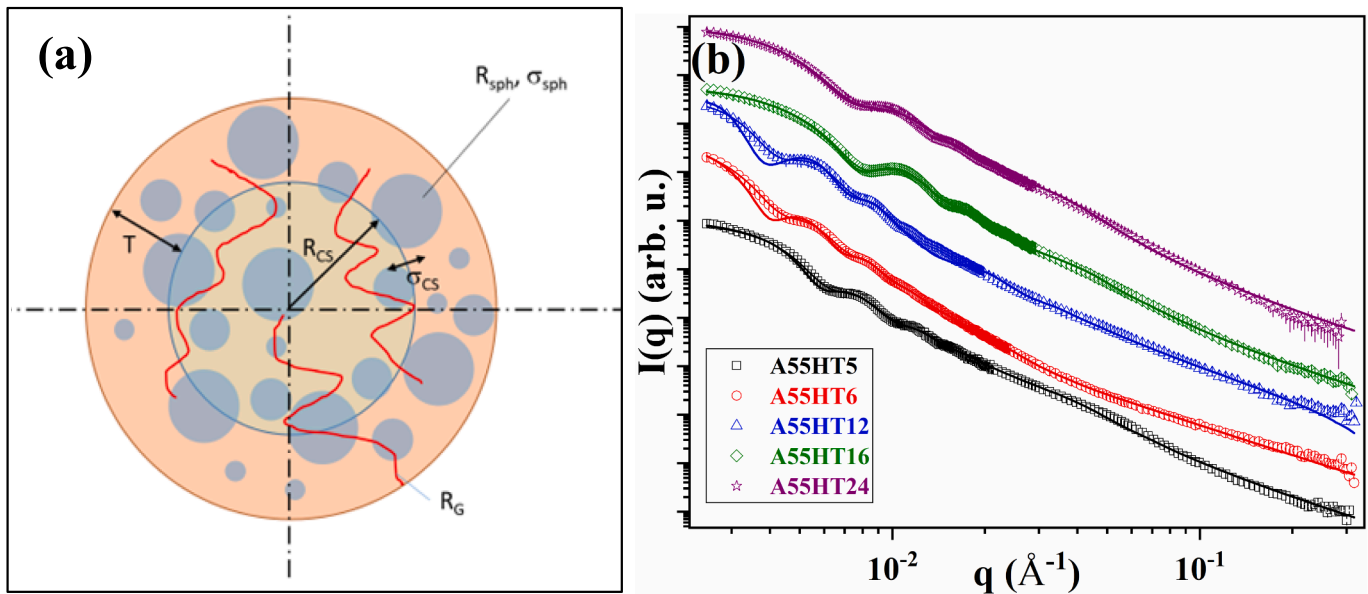 (a)
R_sph, σ_sph
T
R_CS
σ_CS
R_G
(b)
I(q) (arb. u.)
A55HT5
A55HT6
A55HT12
A55HT16
A55HT24
10^-2
10^-1
q (Å^-1)